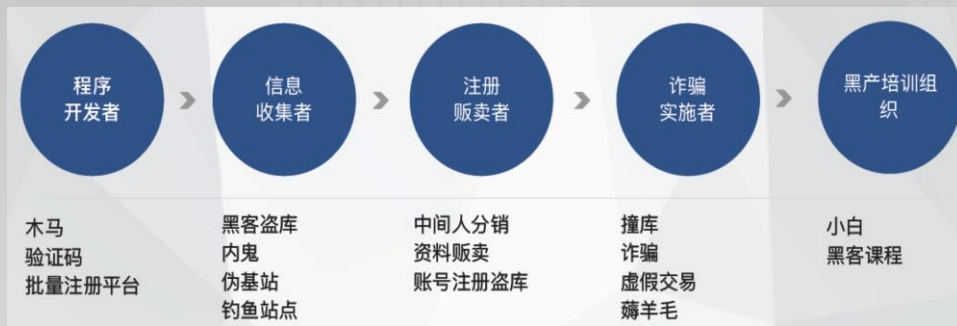 程序
开发者
信息
收集者
注册
贩卖者
诈骗
实施者
黑产培训组
织
木马
验证码
批量注册平台
黑客盗库
内鬼
伪基站
钓鱼站点
中间人分销
资料贩卖
账号注册盗库
撞库
诈骗
虚假交易
薅羊毛
小白
黑客课程